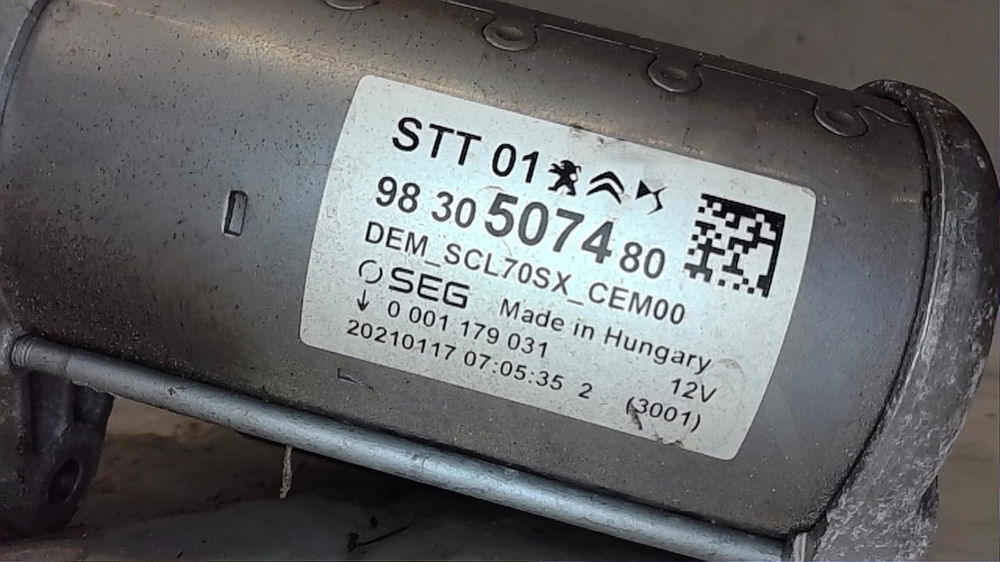 STT 01
98 30 5074 80
DEM_SCL70SX_CEM00
SEG Made in Hungary
↓ 0 001 179 031 12V
20210117 07:05:35 2 (3001)